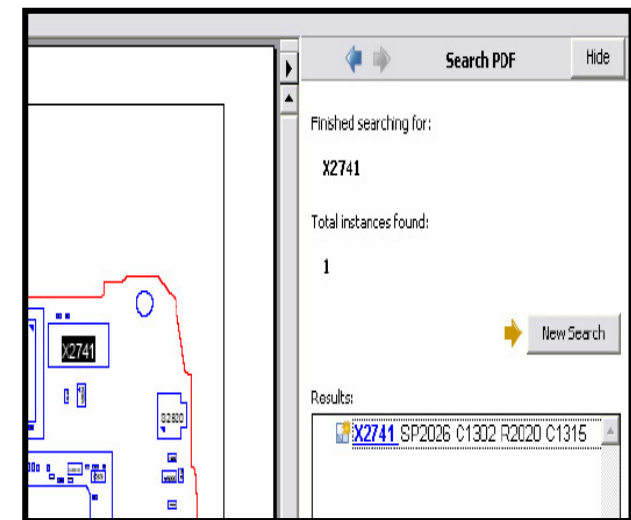 Search PDF
Hide
Finished searching for:
X2741
Total instances found:
1
New Search
Results:
X2741 SP2026 C1302 R2020 C1315
X2741